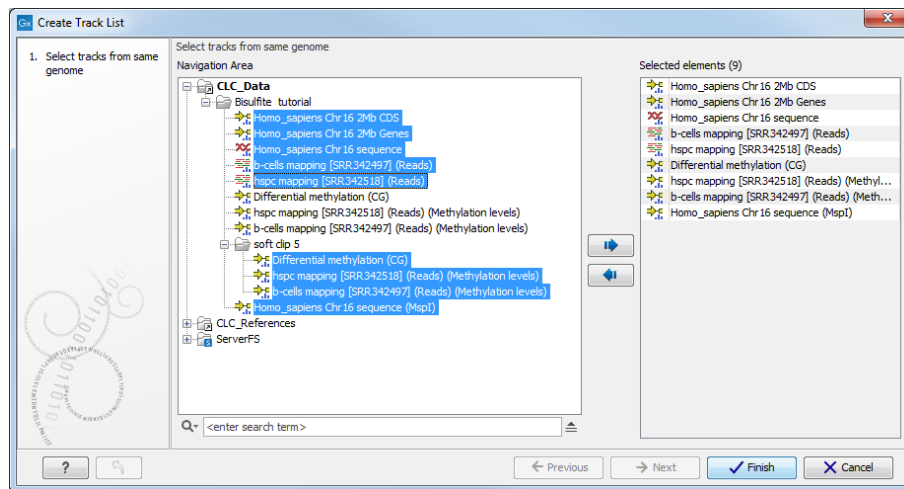 Gx Create Track List
1. Select tracks from same
genome
Select tracks from same genome
Navigation Area
CLC_Data
Bisulfite tutorial
Homo_sapiens Chr16 2Mb CDS
Homo_sapiens Chr16 2Mb Genes
Homo_sapiens Chr16 sequence
b-cells mapping [SRR342497] (Reads)
hspc mapping [SRR342518] (Reads)
Differential methylation (CG)
hspc mapping [SRR342518] (Reads) (Methylation levels)
b-cells mapping [SRR342497] (Reads) (Methylation levels)
soft clip 5
Differential methylation (CG)
hspc mapping [SRR342518] (Reads) (Methylation levels)
b-cells mapping [SRR342497] (Reads) (Methylation levels)
Homo_sapiens Chr16 sequence (MspI)
CLC_References
ServerFS
<enter search term>
Selected elements (9)
Homo_sapiens Chr16 2Mb CDS
Homo_sapiens Chr16 2Mb Genes
Homo_sapiens Chr16 sequence
b-cells mapping [SRR342497] (Reads)
hspc mapping [SRR342518] (Reads)
Differential methylation (CG)
hspc mapping [SRR342518] (Reads) (Methyl...
b-cells mapping [SRR342497] (Reads) (Meth...
Homo_sapiens Chr16 sequence (MspI)
? Previous Next Finish Cancel